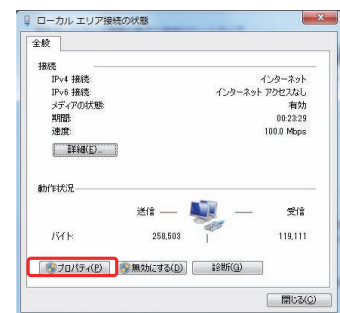 ローカル エリア接続の状態
全般
接続
IPv4 接続: インターネット
IPv6 接続: インターネット アクセスなし
メディアの状態: 有効
期間: 00:23:29
速度: 100.0 Mbps
詳細(E)...
動作状況
送信 — — 受信
バイト: 258,503 | 119,111
プロパティ(P) 無効にする(D) 診断(G)
閉じる(C)